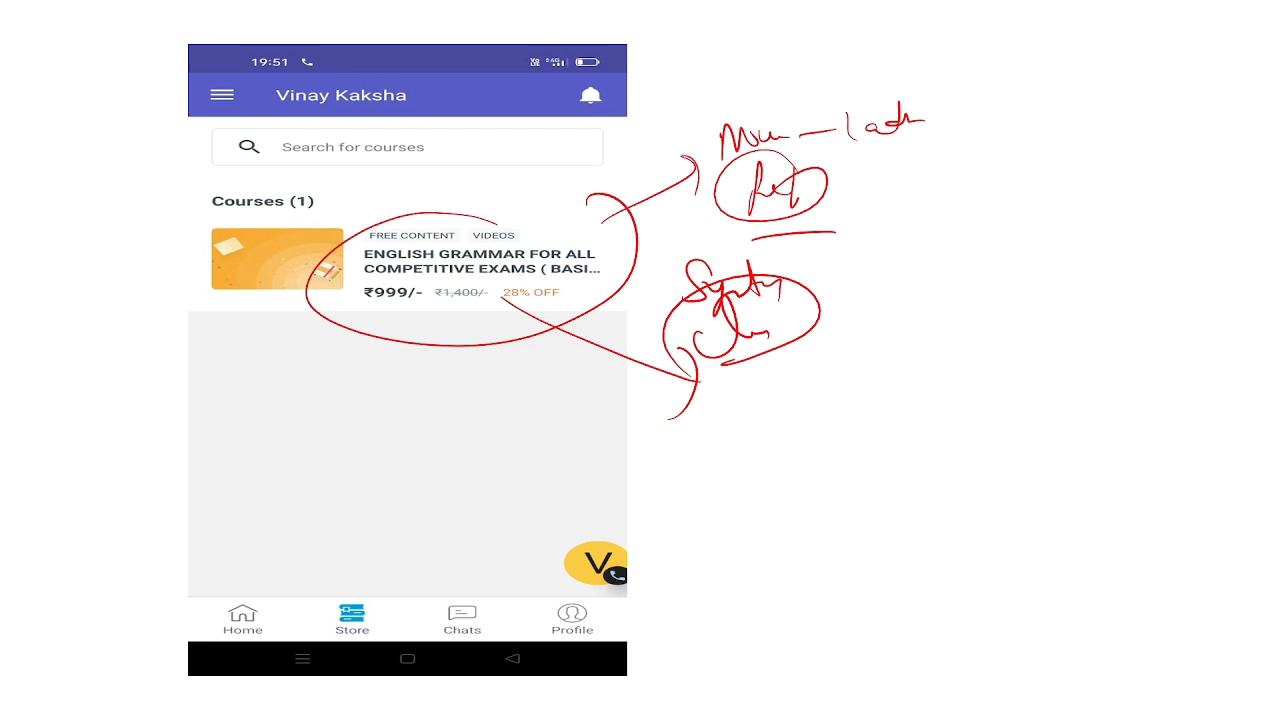 19:51
Vinay Kaksha
Search for courses
Courses (1)
FREE CONTENT VIDEOS
ENGLISH GRAMMAR FOR ALL
COMPETITIVE EXAMS ( BASI...
₹999/- ₹1,400/- 28% OFF
V
Home Store Chats Profile